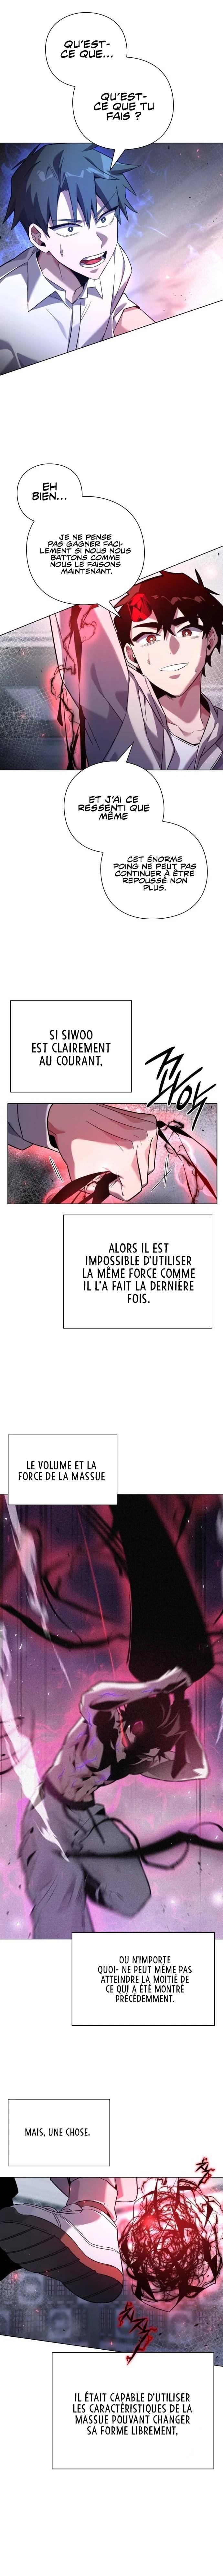 QU'EST-
CE QUE...
QU'EST-
CE QUE TU
FAIS ?
EH
BIEN...
JE NE PENSE
PAS GAGNER FACI-
LEMENT SI NOUS NOUS
BATTONS COMME
NOUS LE FAISONS
MAINTENANT.
ET J'AI CE
RESSENTI QUE
MÊME
CET ÉNORME
POING NE PEUT PAS
CONTINUER À ÊTRE
REPOUSSÉ NON
PLUS.
SI SIWOO
EST CLAIREMENT
AU COURANT,
ALORS IL EST
IMPOSSIBLE D'UTILISER
LA MÊME FORCE COMME
IL L'A FAIT LA DERNIÈRE
FOIS.
LE VOLUME ET LA
FORCE DE LA MASSUE
OU N'IMPORTE
QUOI- NE PEUT MÊME PAS
ATTEINDRE LA MOITIÉ DE
CE QUI A ÉTÉ MONTRÉ
PRÉCÉDEMMENT.
MAIS, UNE CHOSE.
IL ÉTAIT CAPABLE D'UTILISER
LES CARACTÉRISTIQUES DE LA
MASSUE POUVANT CHANGER
SA FORME LIBREMENT,